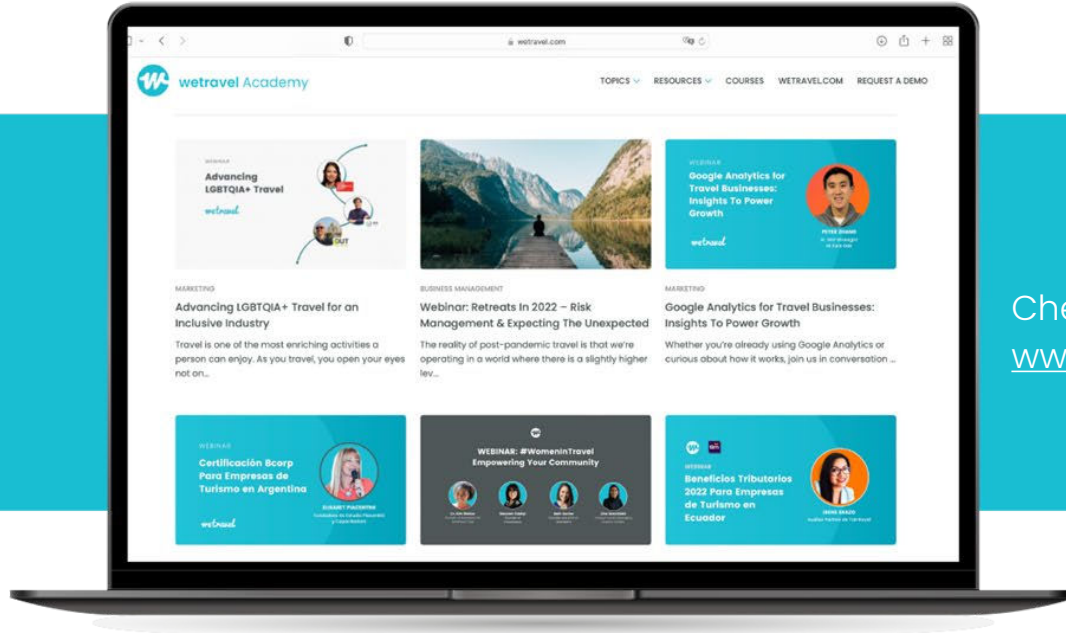 wetravel.com
wetravel Academy
TOPICS
RESOURCES
COURSES
WETRAVEL.COM
REQUEST A DEMO
WEBINAR
Advancing
LGBTQIA+ Travel
wetravel
OUT
MARKETING
Advancing LGBTQIA+ Travel for an
Inclusive Industry
Travel is one of the most enriching activities a
person can enjoy. As you travel, you open your eyes
not on...
BUSINESS MANAGEMENT
Webinar: Retreats In 2022 – Risk
Management & Expecting The Unexpected
The reality of post-pandemic travel is that we're
operating in a world where there is a slightly higher
lev...
WEBINAR
Google Analytics for
Travel Businesses:
Insights To Power
Growth
wetravel
PETER ZHANG
MARKETING
Google Analytics for Travel Businesses:
Insights To Power Growth
Whether you're already using Google Analytics or
curious about how it works, join us in conversation ...
WEBINAR
Certificación Bcorp
Para Empresas de
Turismo en Argentina
wetravel
WEBINAR: #WomenInTravel
Empowering Your Community
WEBINAR
Beneficios Tributarios
2022 Para Empresas
de Turismo en
Ecuador
Che
ww